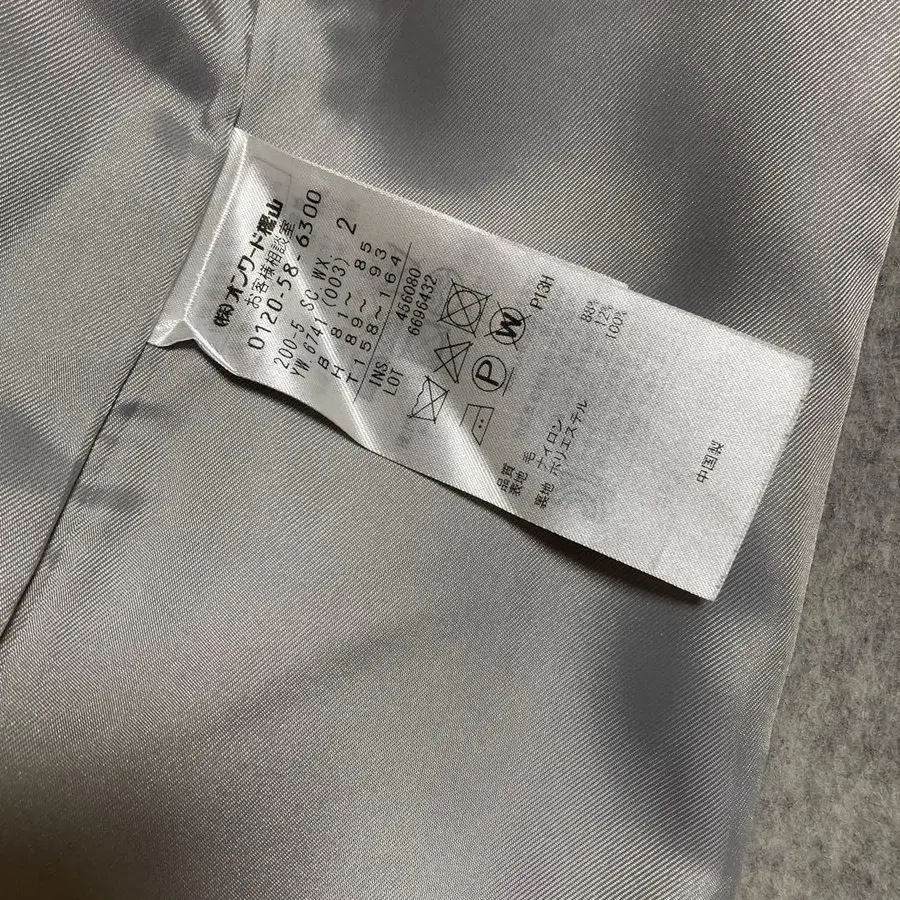 (株)オンワード樫山
お客様相談室
0120-58-6300
200-5 SC WX 2
YW 6741 (003)
B 81~ 85
H 89~ 93
T 158~164
INS 456080
LOT 6696432
P W P13H
品質
表地 毛 88%
ナイロン 12%
裏地 ポリエステル 100%
中国製